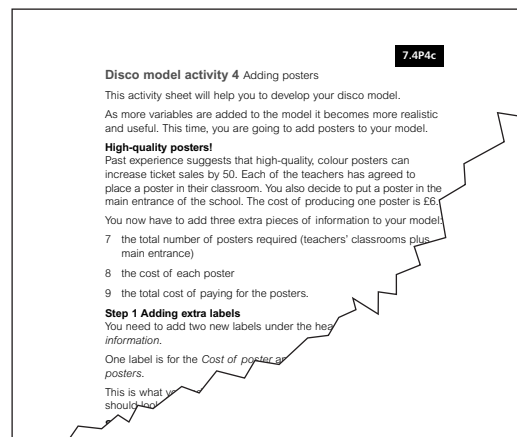 7.4P4c
Disco model activity 4 Adding posters
This activity sheet will help you to develop your disco model.
As more variables are added to the model it becomes more realistic
and useful. This time, you are going to add posters to your model.
High-quality posters!
Past experience suggests that high-quality, colour posters can
increase ticket sales by 50. Each of the teachers has agreed to
place a poster in their classroom. You also decide to put a poster in the
main entrance of the school. The cost of producing one poster is £6.
You now have to add three extra pieces of information to your model:
7 the total number of posters required (teachers' classrooms plus
main entrance)
8 the cost of each poster
9 the total cost of paying for the posters.
Step 1 Adding extra labels
You need to add two new labels under the
information.
One label is for the Cost of poster
posters.
This is what
should